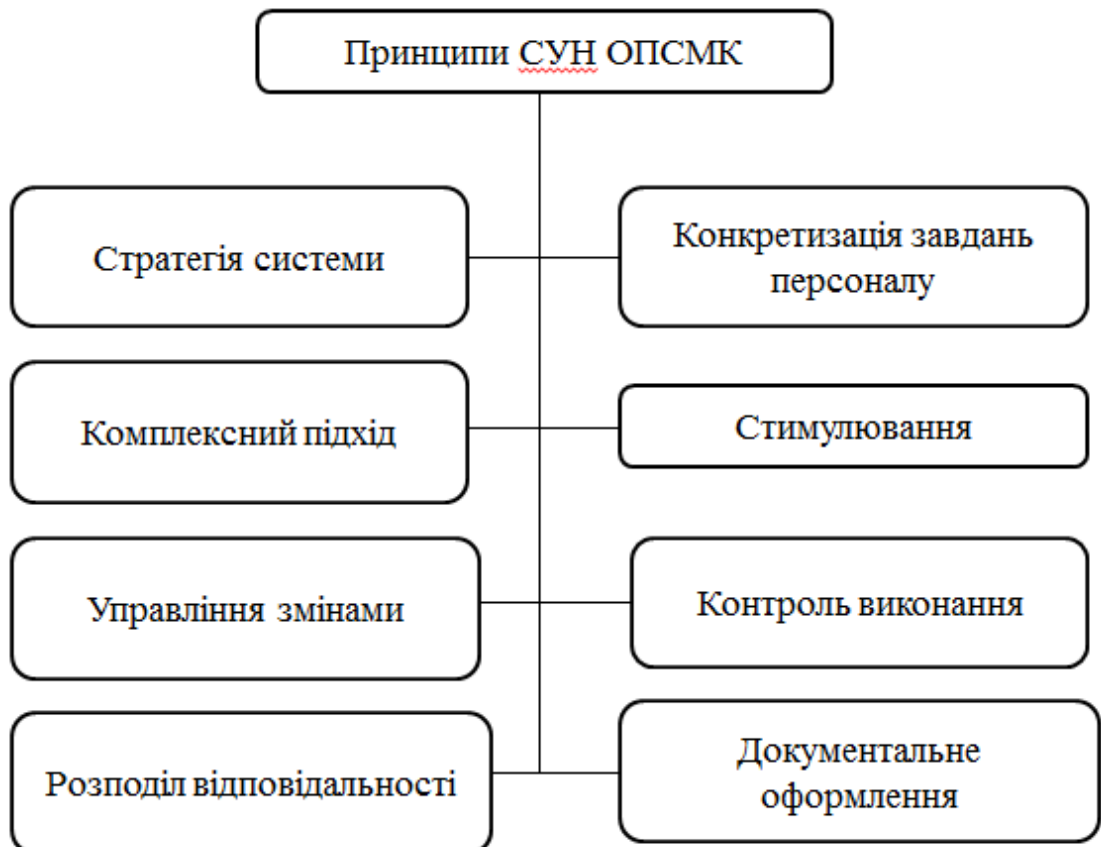 Принципи СУН ОПСМК
Стратегія системи
Конкретизація завдань
персоналу
Комплексний підхід
Стимулювання
Управління змінами
Контроль виконання
Розподіл відповідальності
Документальне
оформлення